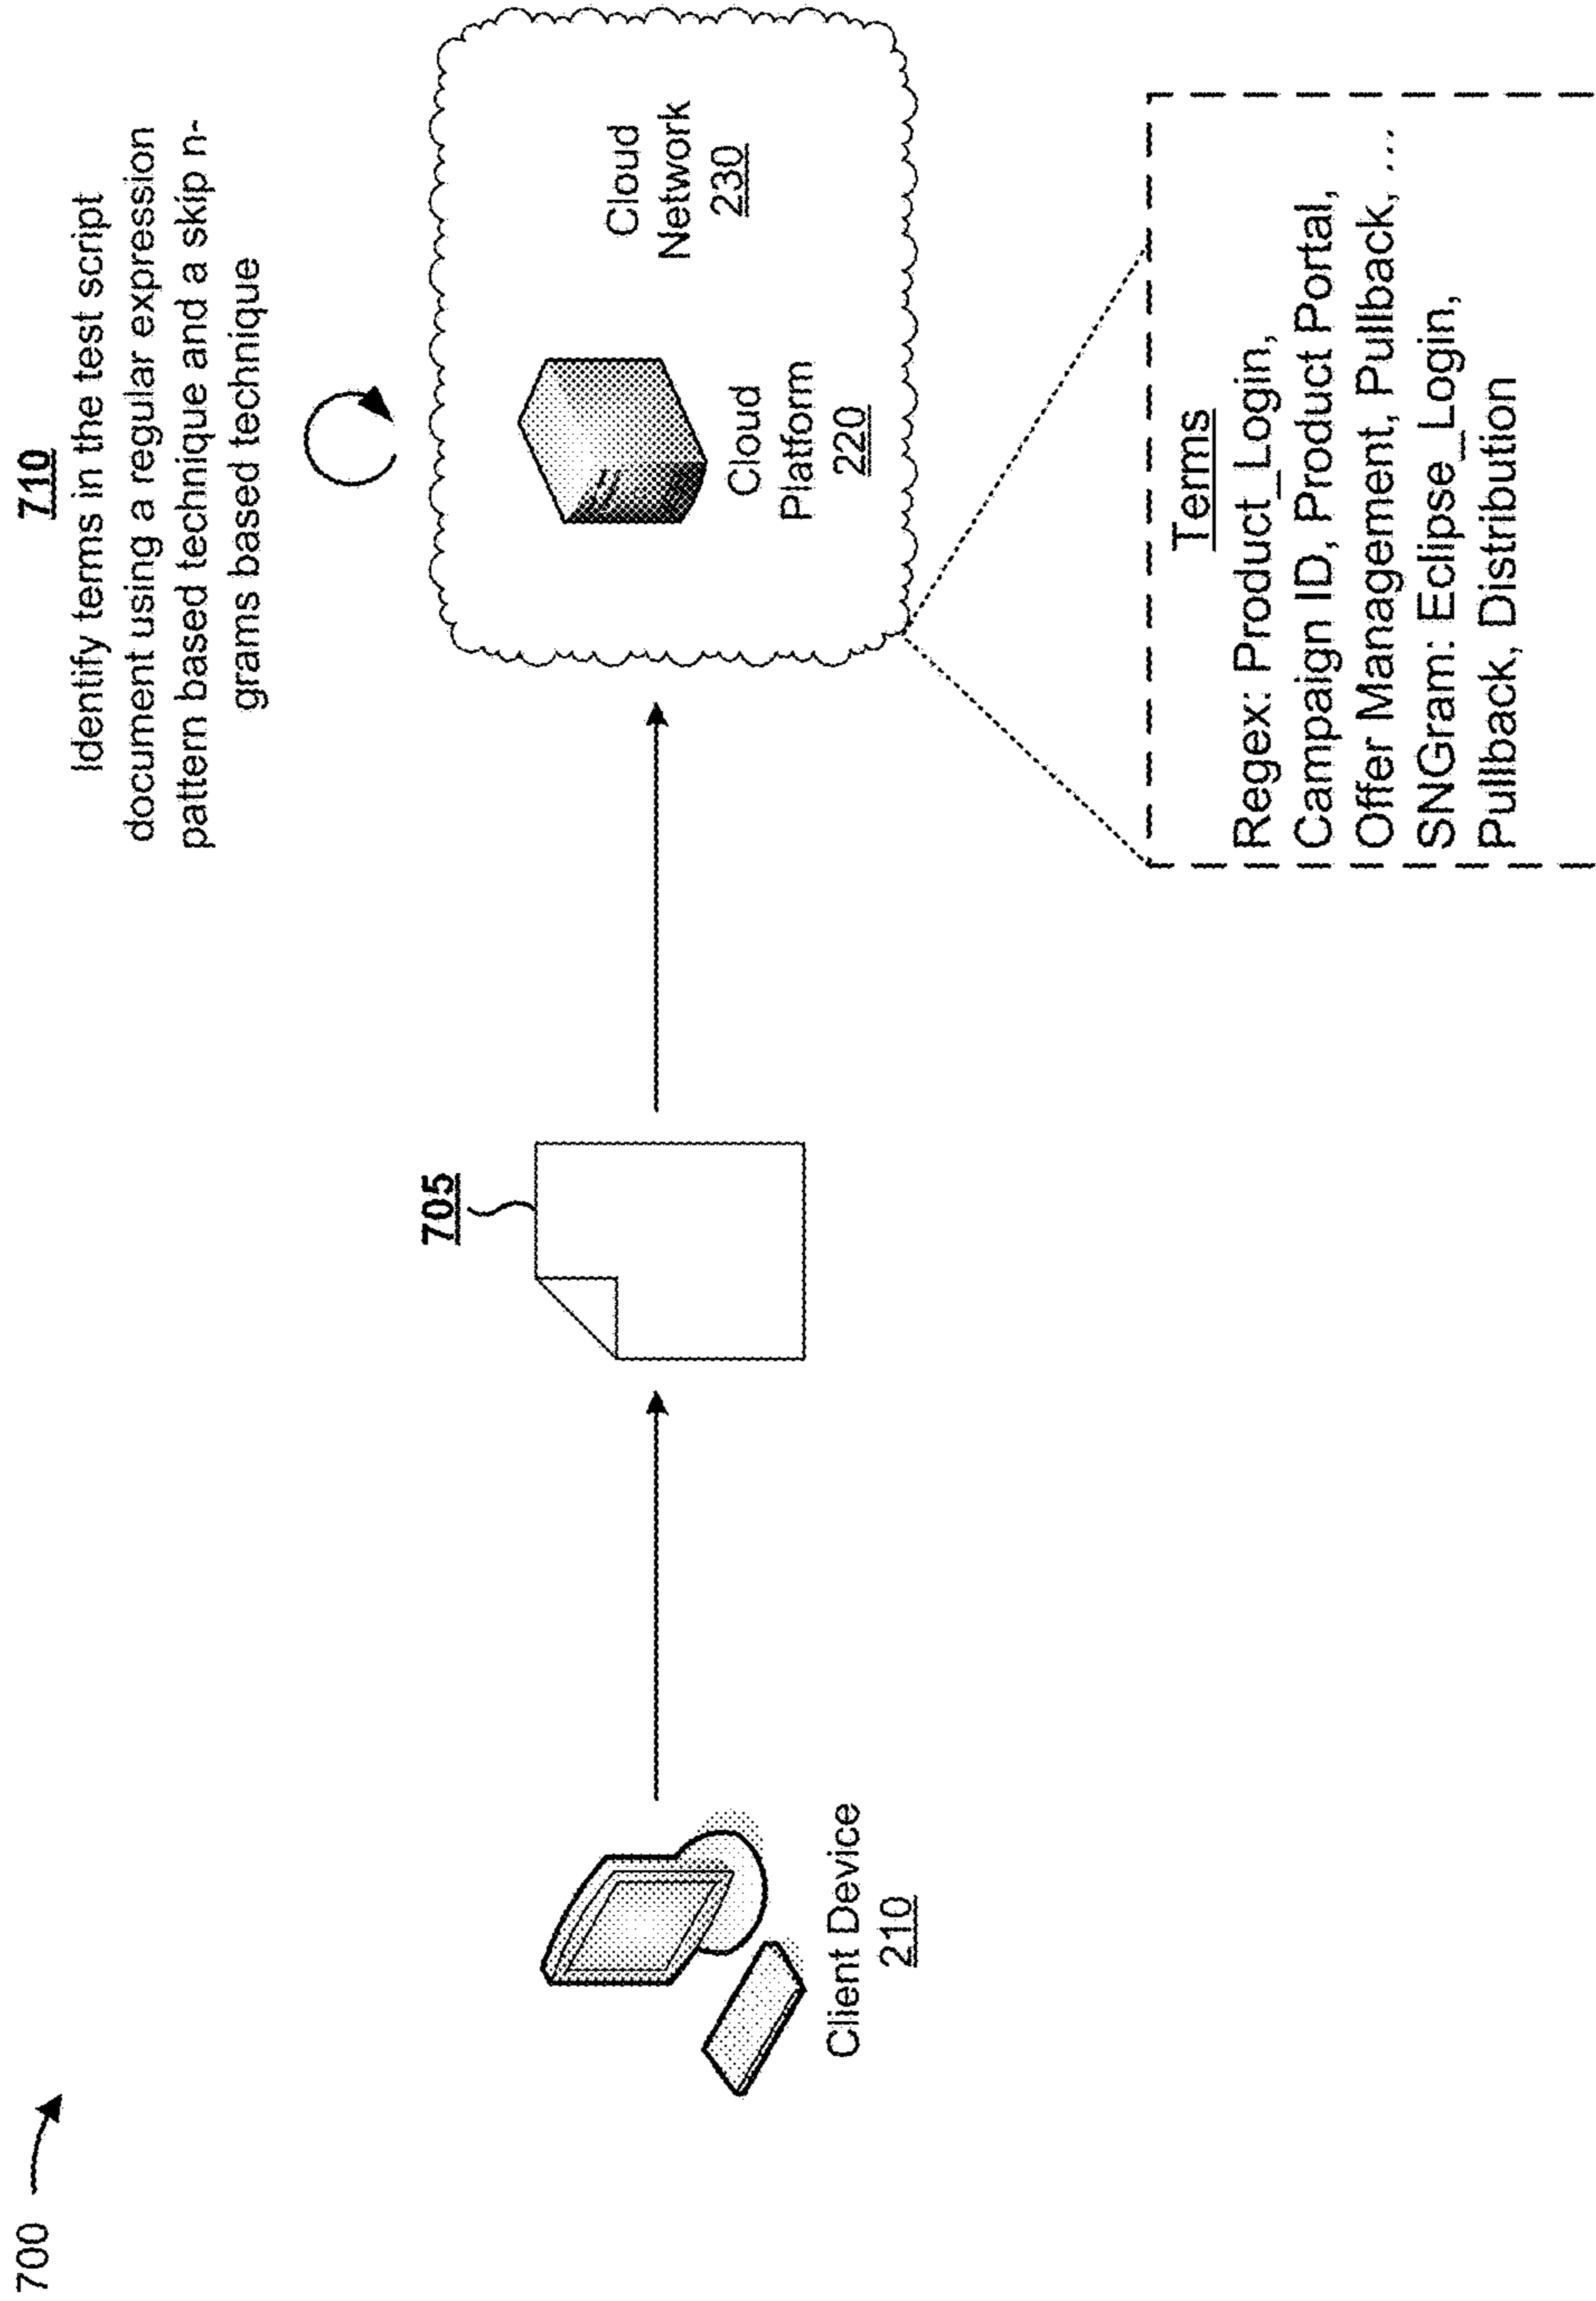 700
710
Identify terms in the test script
document using a regular expression
pattern based technique and a skip n-
grams based technique
705
Client Device
210
Cloud
Platform
220
Cloud
Network
230
Terms
Regex: Product_Login,
Campaign ID, Product Portal,
Offer Management, Pullback, ...
SNGram: Eclipse_Login,
Pullback, Distribution